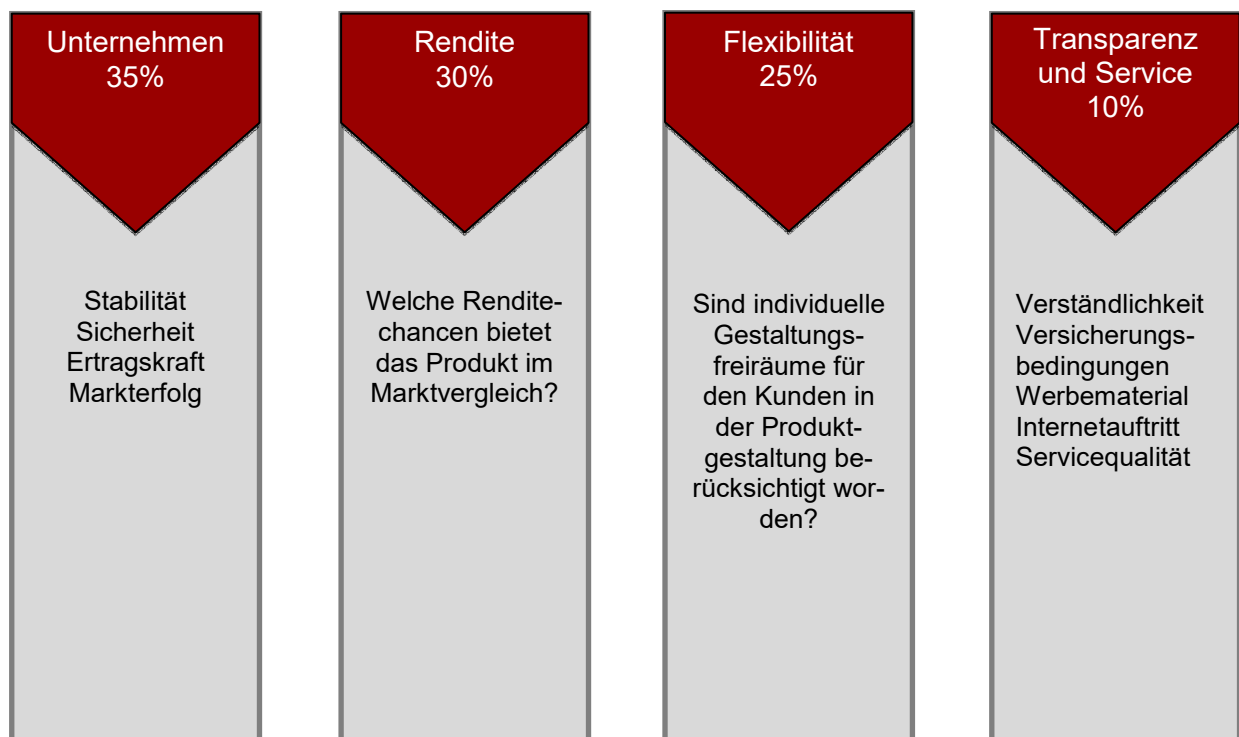 Unternehmen
35%
Stabilität
Sicherheit
Ertragskraft
Markterfolg
Rendite
30%
Welche Rendite-
chancen bietet
das Produkt im
Marktvergleich?
Flexibilität
25%
Sind individuelle
Gestaltungs-
freiräume für
den Kunden in
der Produkt-
gestaltung be-
rücksichtigt wor-
den?
Transparenz
und Service
10%
Verständlichkeit
Versicherungs-
bedingungen
Werbematerial
Internetauftritt
Servicequalität